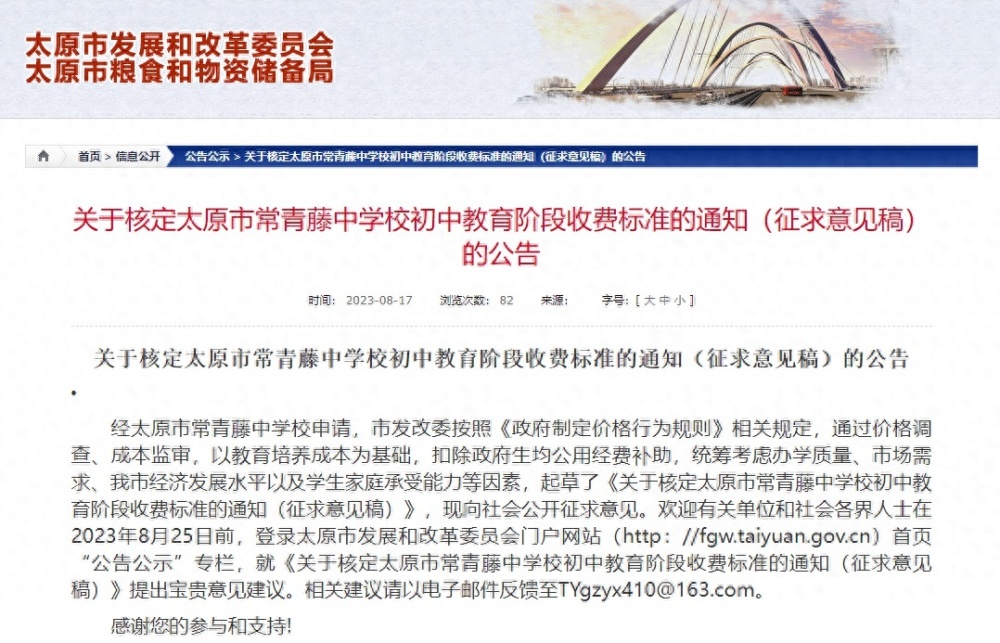 太原市发展和改革委员会
太原市粮食和物资储备局
首页 > 信息公开 公告公示 > 关于核定太原市常青藤中学校初中教育阶段收费标准的通知（征求意见稿）的公告
关于核定太原市常青藤中学校初中教育阶段收费标准的通知（征求意见稿）
的公告
时间： 2023-08-17 浏览次数： 82 来源： 字号：[ 大 中 小 ]
关于核定太原市常青藤中学校初中教育阶段收费标准的通知（征求意见稿）的公告
经太原市常青藤中学校申请，市发改委按照《政府制定价格行为规则》相关规定，通过价格调
查、成本监审，以教育培养成本为基础，扣除政府生均公用经费补助，统筹考虑办学质量、市场需
求、我市经济发展水平以及学生家庭承受能力等因素，起草了《关于核定太原市常青藤中学校初中教
育阶段收费标准的通知（征求意见稿）》，现向社会公开征求意见。欢迎有关单位和社会各界人士在
2023年8月25日前，登录太原市发展和改革委员会门户网站（http：//fgw.taiyuan.gov.cn）首页
“公告公示”专栏，就《关于核定太原市常青藤中学校初中教育阶段收费标准的通知（征求意见
稿）》提出宝贵意见建议。相关建议请以电子邮件反馈至TYgzyx410@163.com。
感谢您的参与和支持!